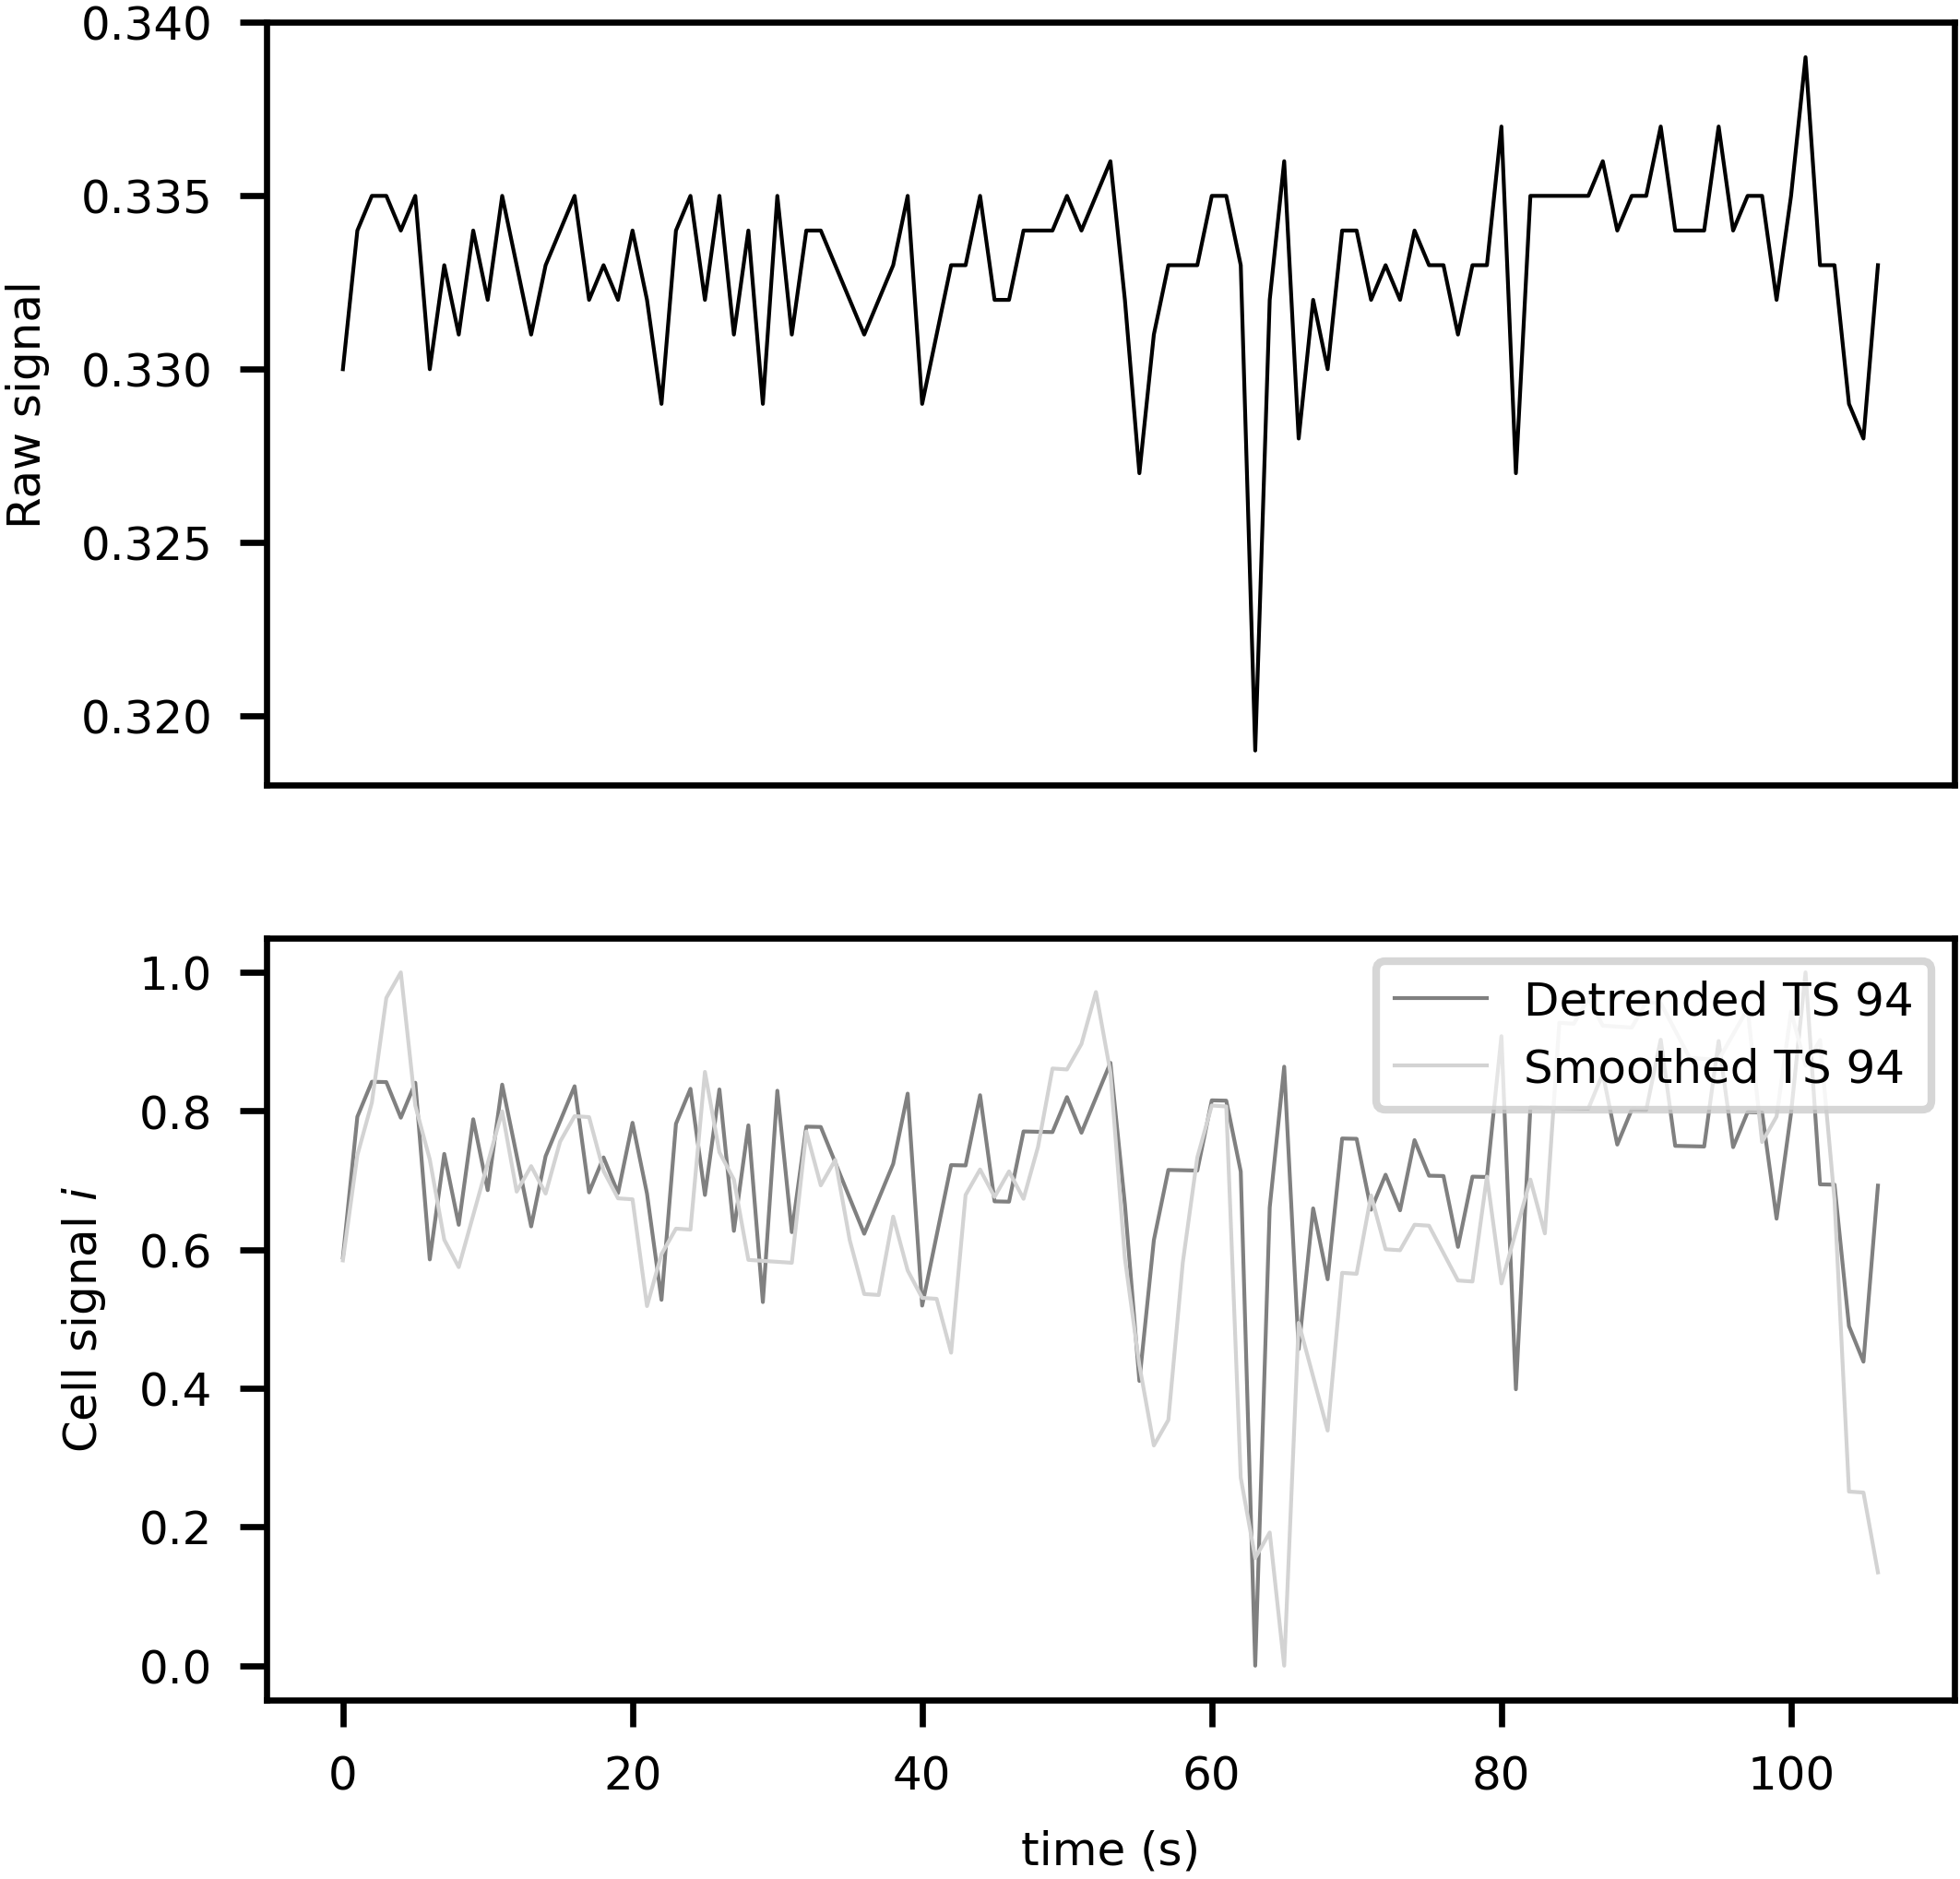 0.340
0.335
0.330
0.325
0.320
Raw signal
1.0
0.8
0.6
0.4
0.2
0.0
Cell signal i
Detrended TS 94
Smoothed TS 94
0 20 40 60 80 100
time (s)